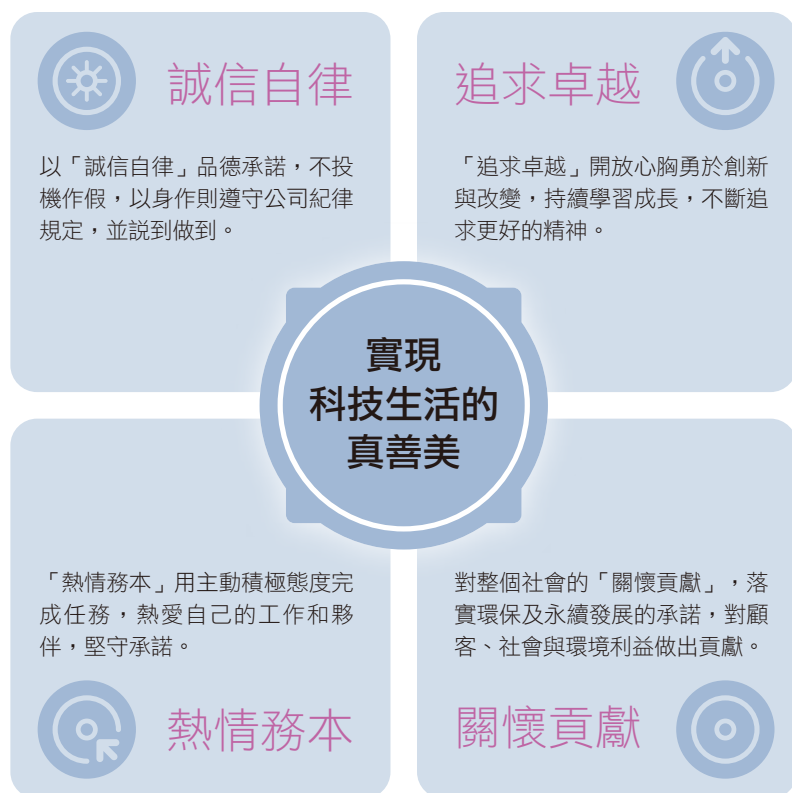 誠信自律
以「誠信自律」品德承諾，不投
機作假，以身作則遵守公司紀律
規定，並說到做到。
追求卓越
「追求卓越」開放心胸勇於創新
與改變，持續學習成長，不斷追
求更好的精神。
實現
科技生活的
真善美
「熱情務本」用主動積極態度完
成任務，熱愛自己的工作和夥
伴，堅守承諾。
熱情務本
對整個社會的「關懷貢獻」，落
實環保及永續發展的承諾，對顧
客、社會與環境利益做出貢獻。
關懷貢獻